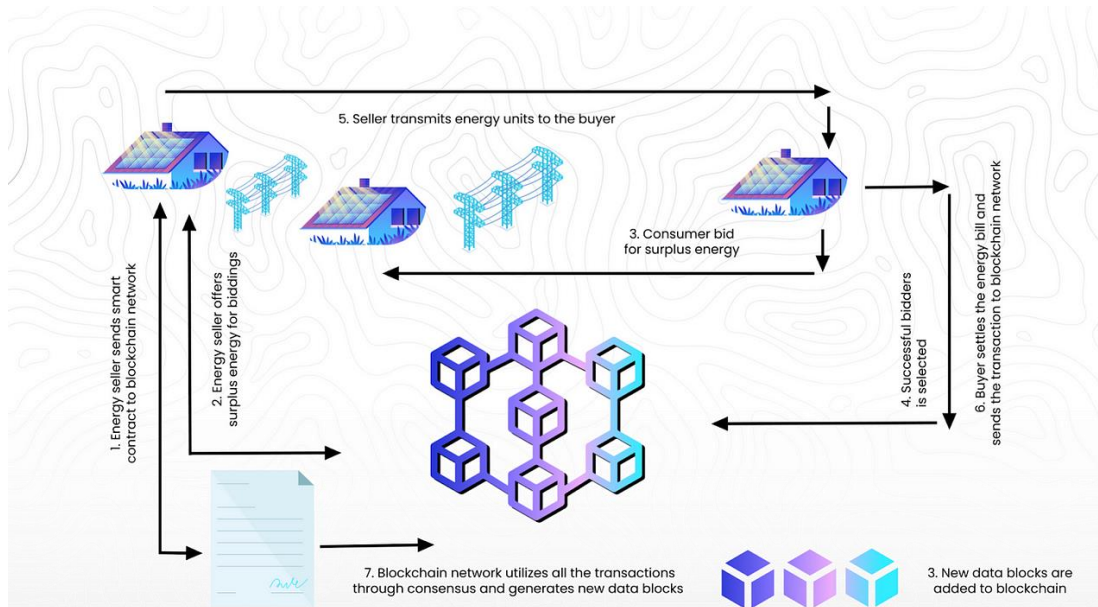 5. Seller transmits energy units to the buyer
3. Consumer bid
for surplus energy
1. Energy seller sends smart
contract to blockchain network
2. Energy seller offers
surplus energy for biddings
4. Successful bidders
is selected
6. Buyer settles the energy bill and
sends the transaction to blockchain network
7. Blockchain network utilizes all the transactions
through consensus and generates new data blocks
3. New data blocks are
added to blockchain